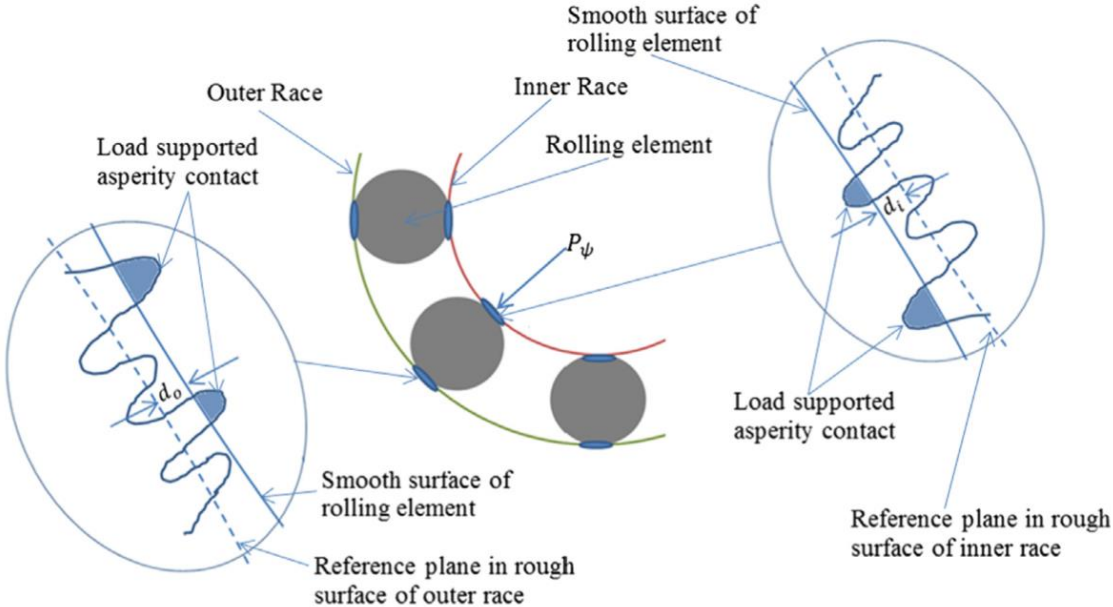 Smooth surface of
rolling element
Outer Race
Inner Race
Rolling element
Load supported
asperity contact
P_ψ
d_i
d_o
Load supported
asperity contact
Smooth surface of
rolling element
Reference plane in rough
surface of inner race
Reference plane in rough
surface of outer race